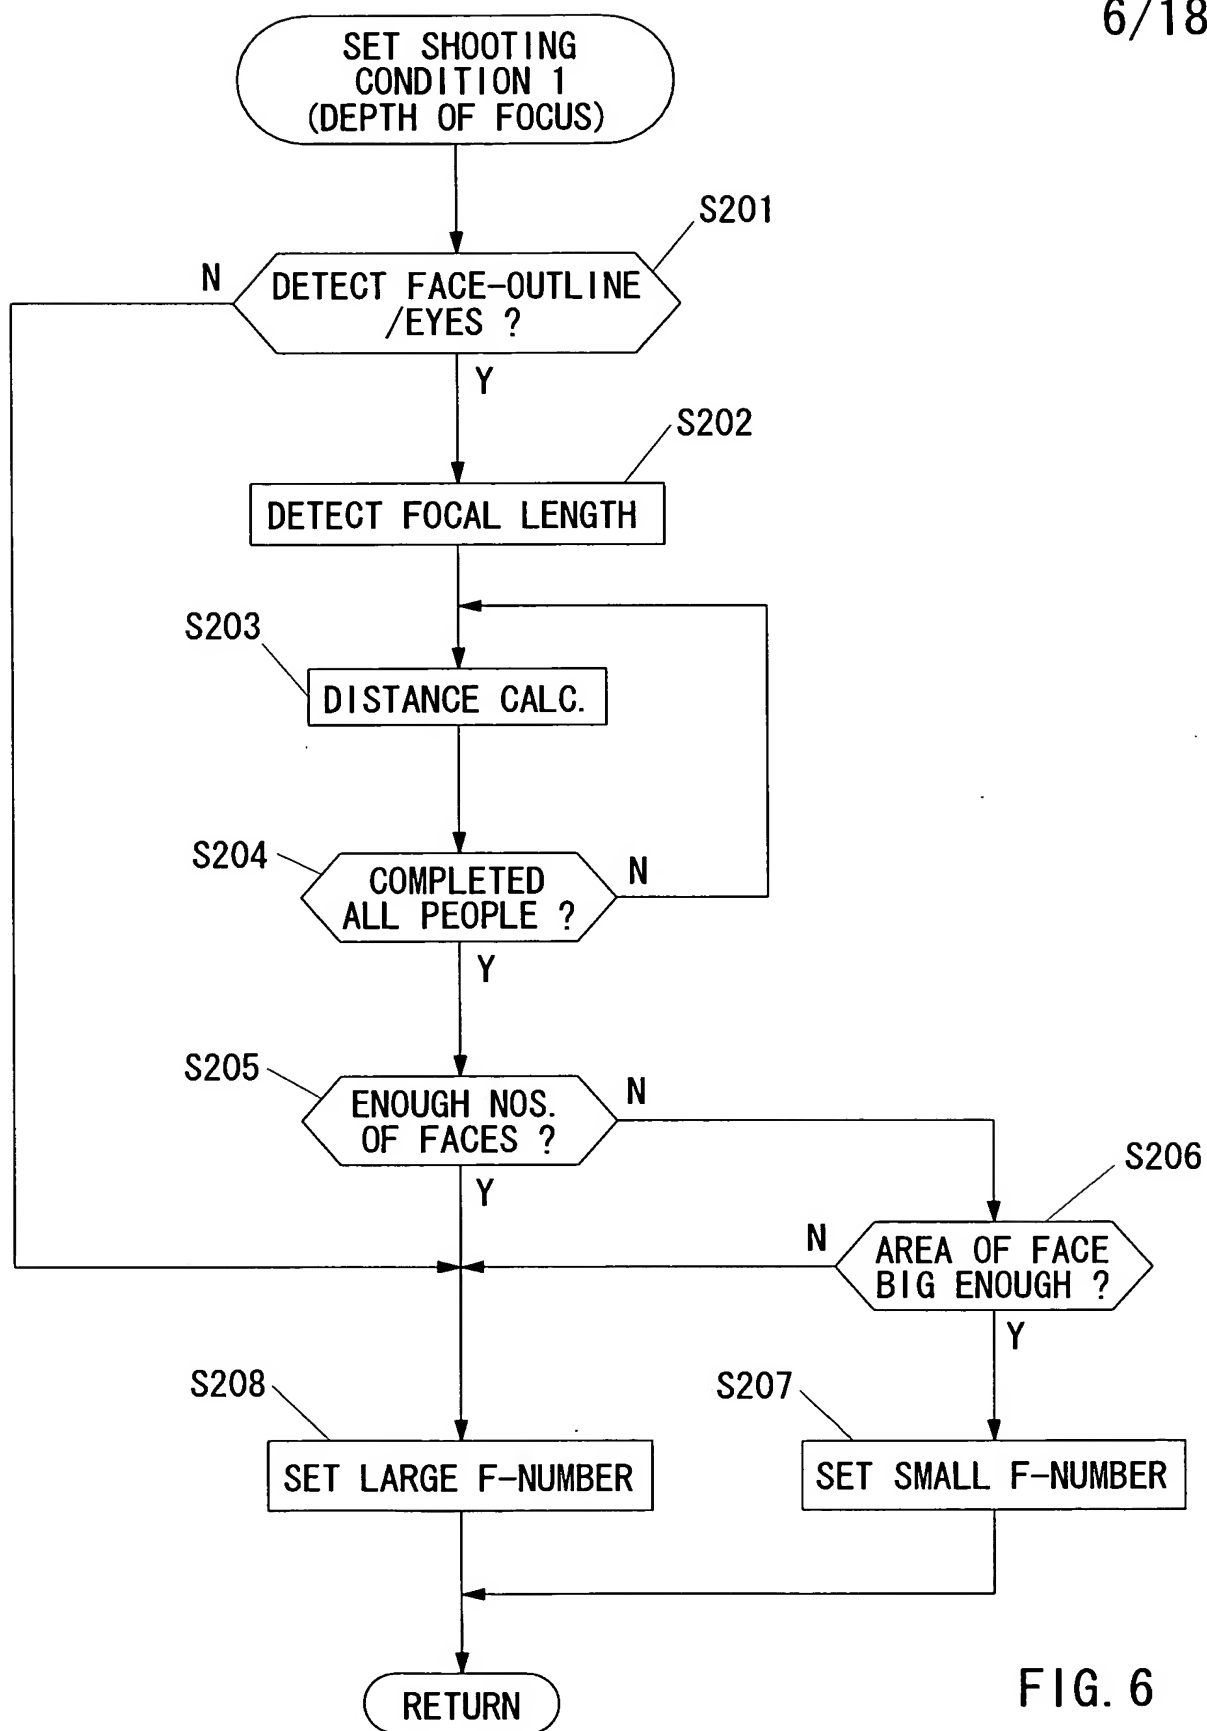 6/18
SET SHOOTING
CONDITION 1
(DEPTH OF FOCUS)
S201
N
DETECT FACE-OUTLINE
/EYES ?
Y
S202
DETECT FOCAL LENGTH
S203
DISTANCE CALC.
S204
COMPLETED
ALL PEOPLE ?
N
Y
S205
ENOUGH NOS.
OF FACES ?
N
Y
S206
N
AREA OF FACE
BIG ENOUGH ?
Y
S208
SET LARGE F-NUMBER
S207
SET SMALL F-NUMBER
RETURN
FIG. 6